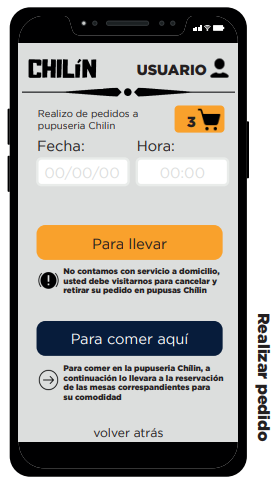 CHILíN
USUARIO
Realizo de pedidos a
pupuseria Chilin
3
Fecha:
Hora:
00/00/00
00:00
Para llevar
No contamos con servicio a domicilio,
usted debe visitarnos para cancelar y
retirar su pedido en pupusas Chílin
Para comer aquí
Para comer en la pupuseria Chílin, a
continuación lo llevara a la reservación
de las mesas correspandientes para
su comodidad
volver atrás
Realizar pedido